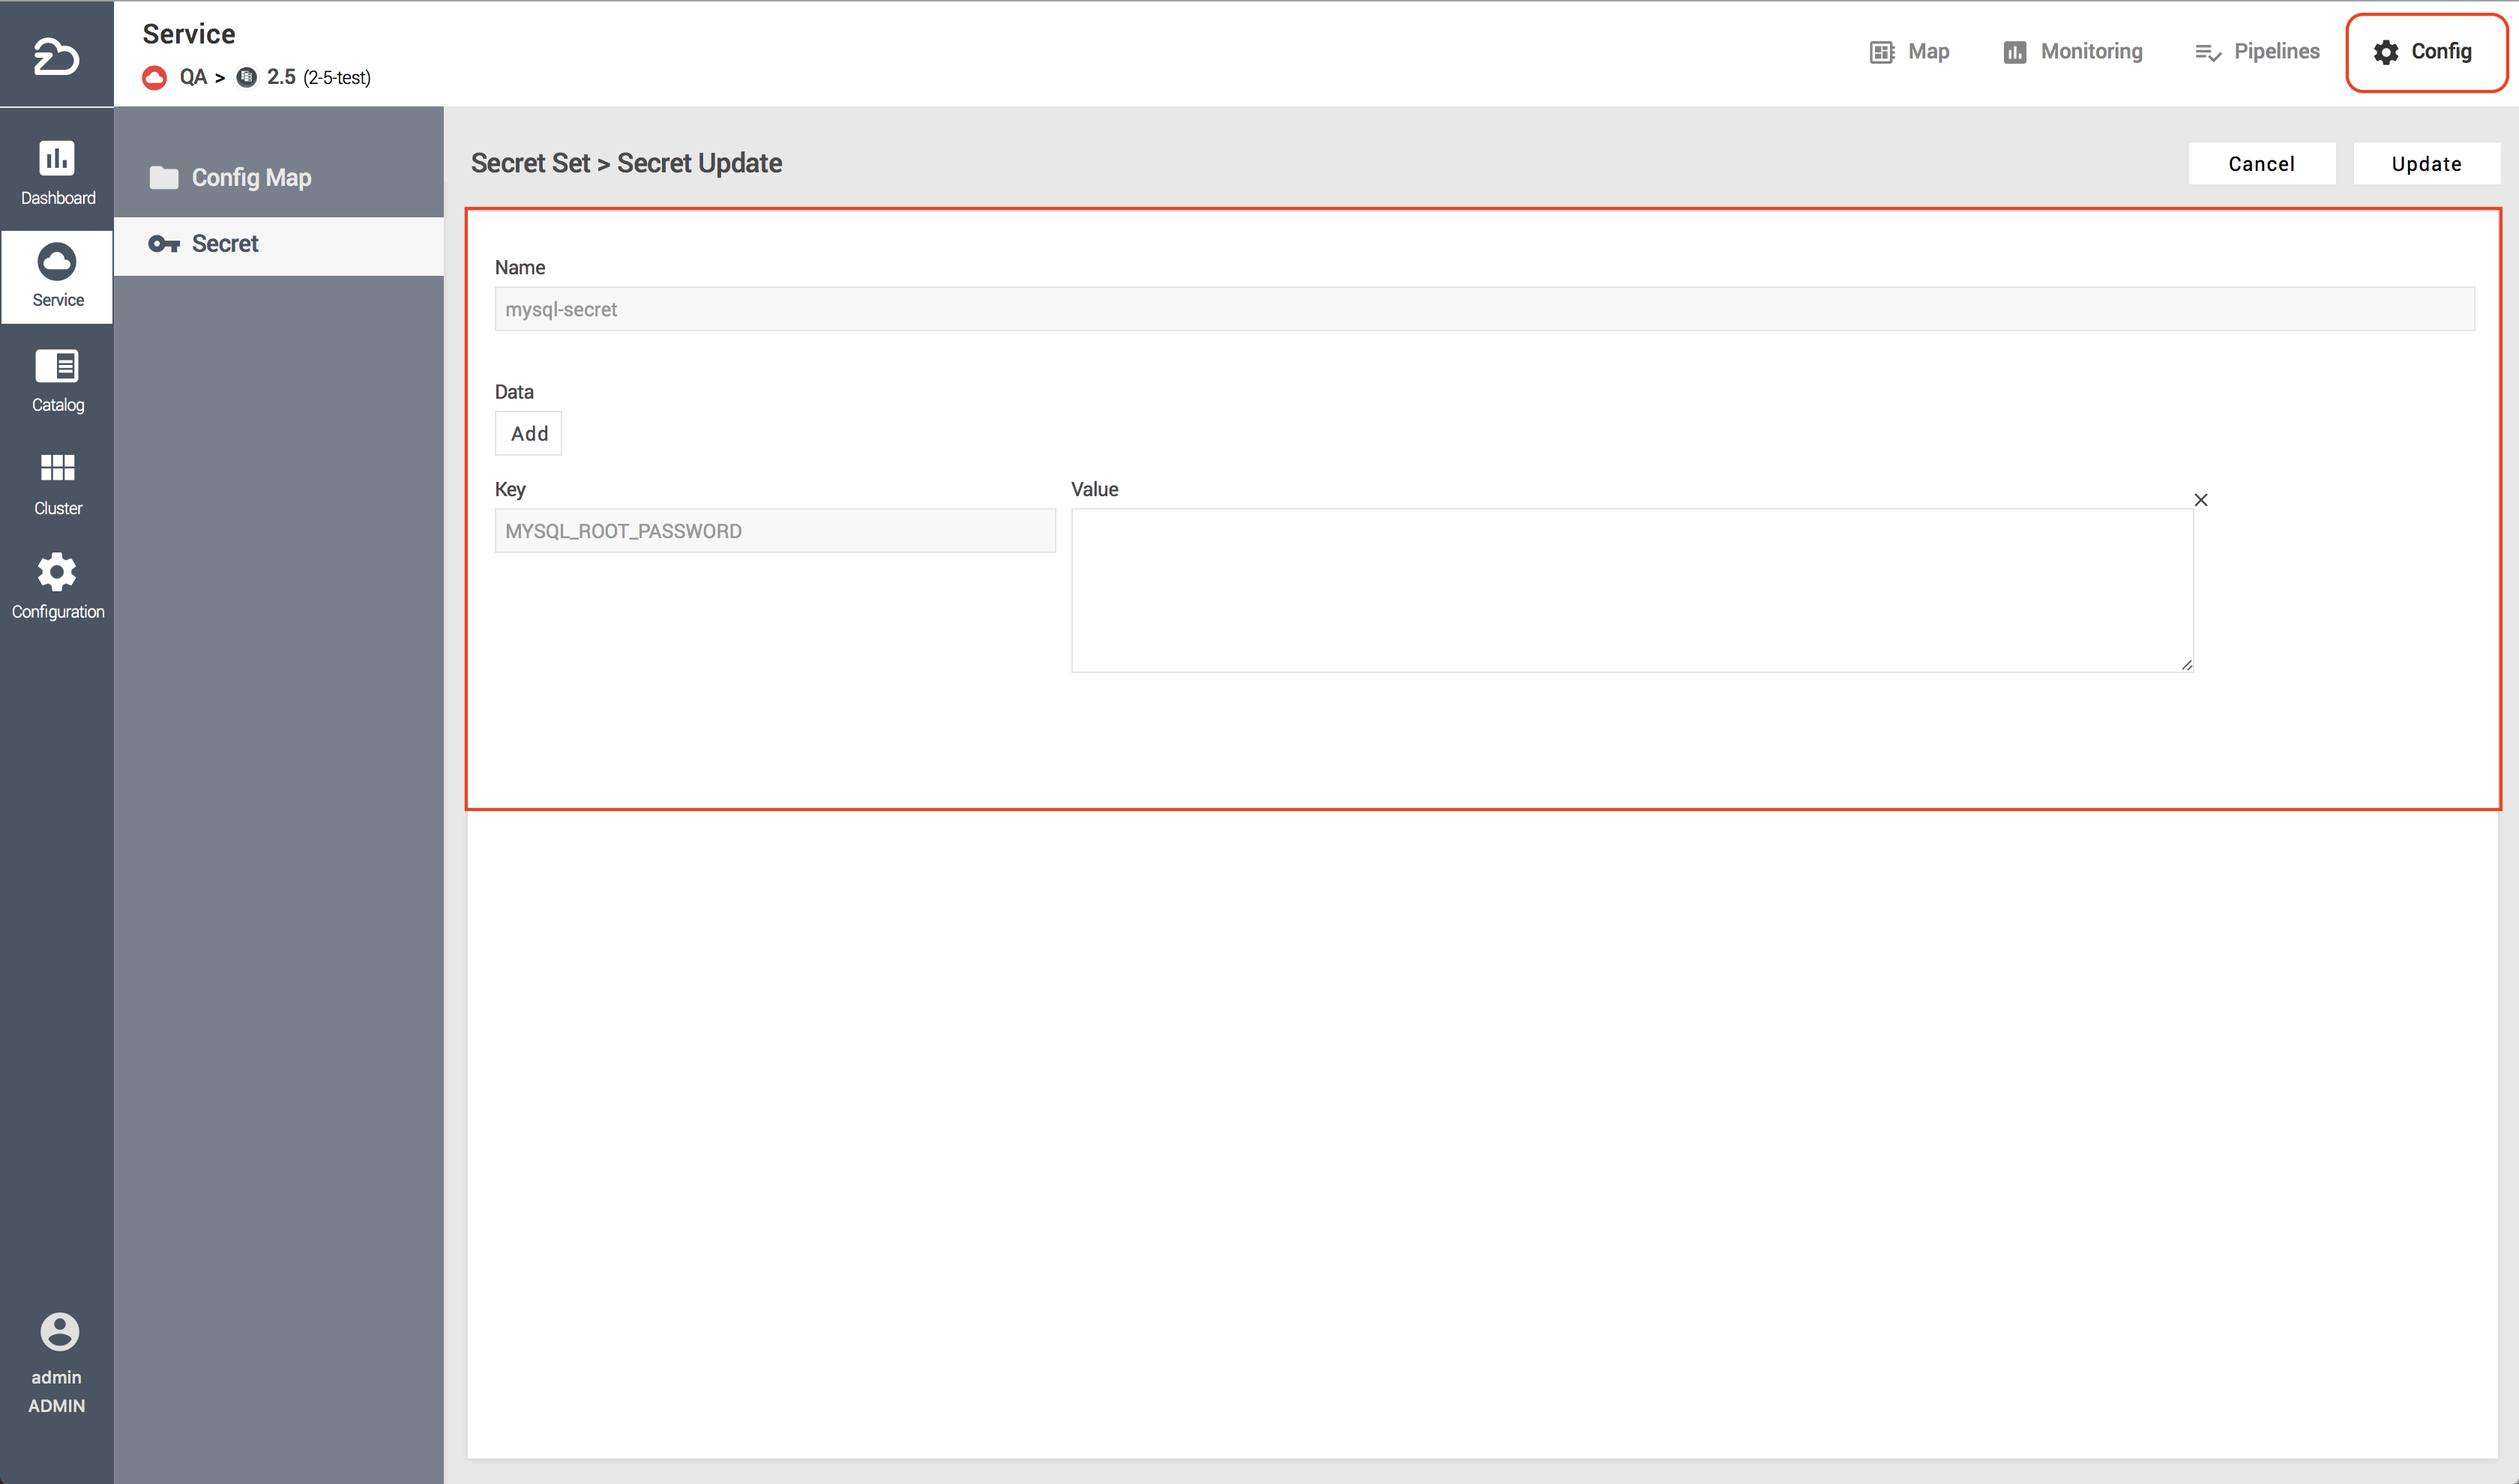 Service
QA > 2.5 (2-5-test)
Map
Monitoring
Pipelines
Config
Dashboard
Service
Catalog
Cluster
Configuration
admin
ADMIN
Config Map
Secret
Secret Set > Secret Update
Cancel
Update
Name
mysql-secret
Data
Add
Key
Value
MYSQL_ROOT_PASSWORD